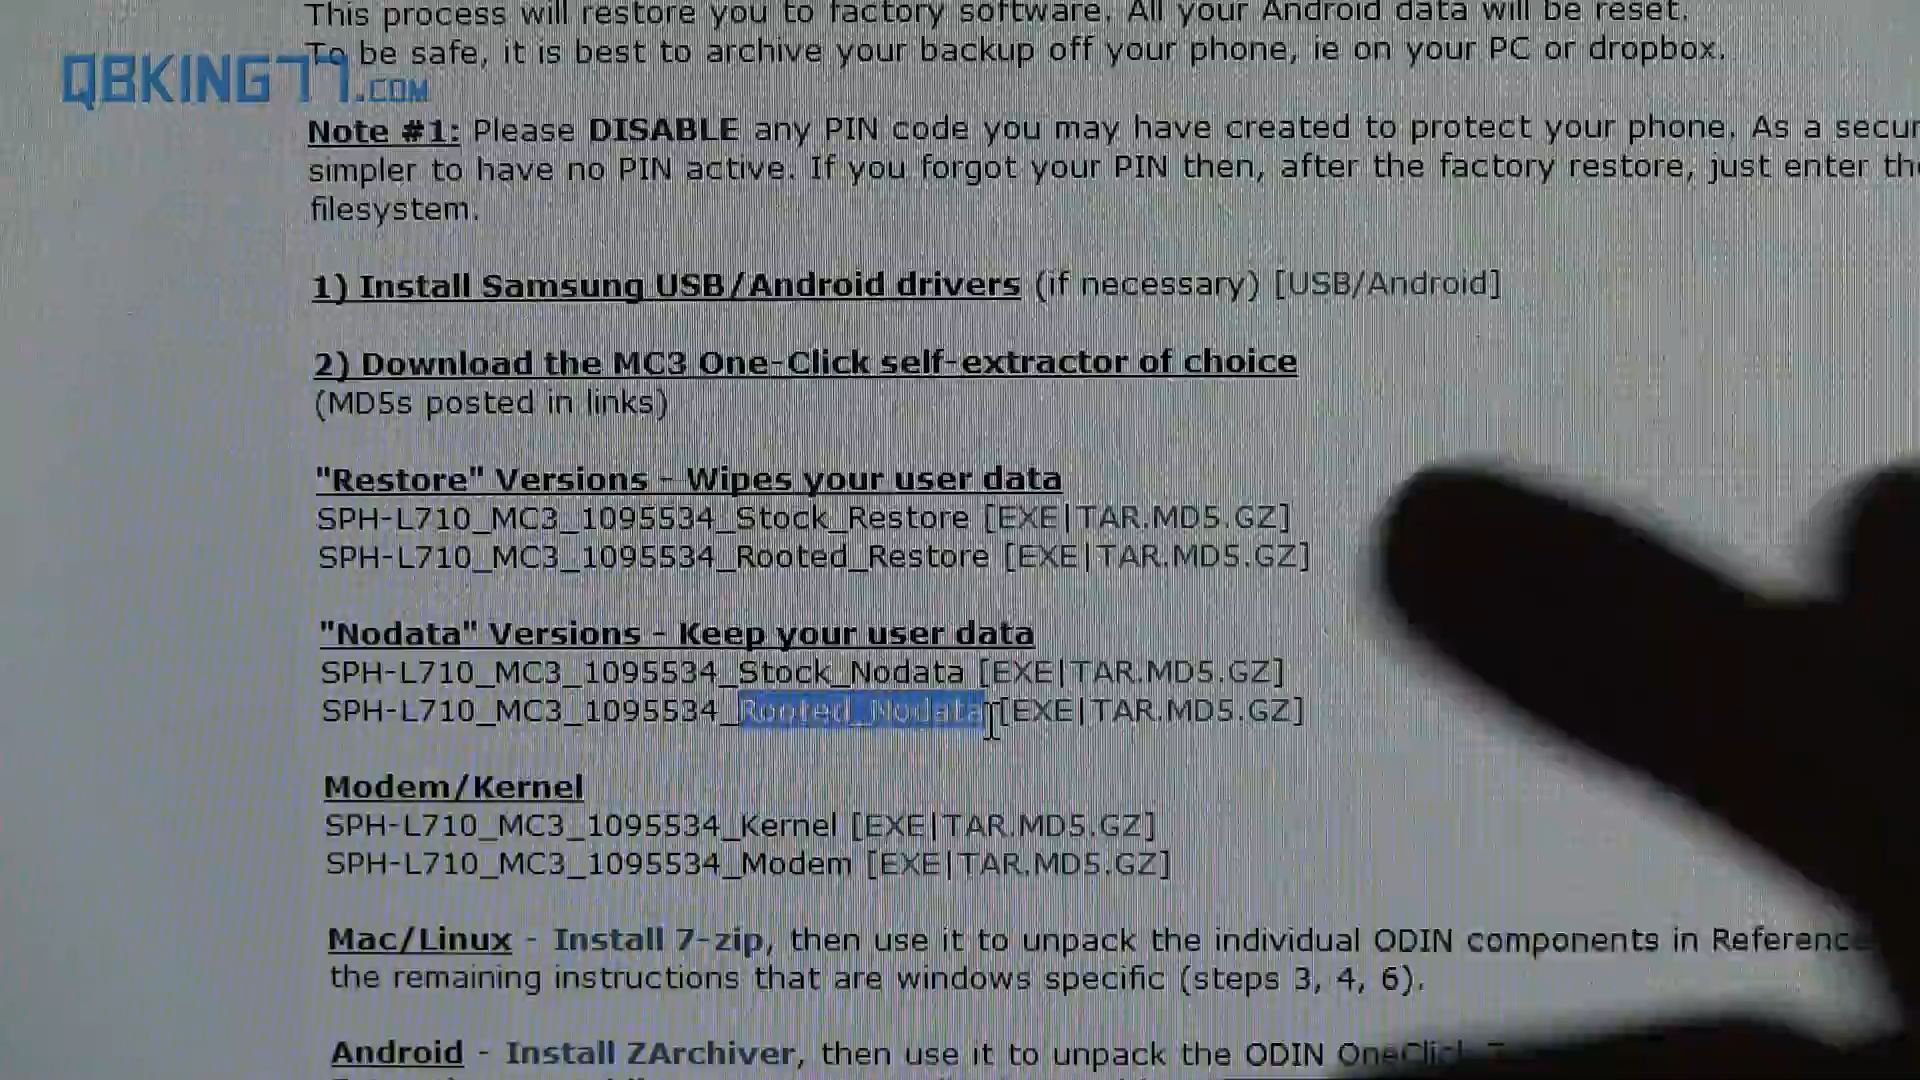 This process will restore you to factory software. All your Android data will be reset.
To be safe, it is best to archive your backup off your phone, ie on your PC or dropbox.
QBKING77.COM
Note #1: Please DISABLE any PIN code you may have created to protect your phone. As a secur
simpler to have no PIN active. If you forgot your PIN then, after the factory restore, just enter the
filesystem.
1) Install Samsung USB/Android drivers (if necessary) [USB/Android]
2) Download the MC3 One-Click self-extractor of choice
(MD5s posted in links)
"Restore" Versions - Wipes your user data
SPH-L710_MC3_1095534_Stock_Restore [EXE|TAR.MD5.GZ]
SPH-L710_MC3_1095534_Rooted_Restore [EXE|TAR.MD5.GZ]
"Nodata" Versions - Keep your user data
SPH-L710_MC3_1095534_Stock_Nodata [EXE|TAR.MD5.GZ]
SPH-L710_MC3_1095534_Rooted_Nodata [EXE|TAR.MD5.GZ]
Modem/Kernel
SPH-L710_MC3_1095534_Kernel [EXE|TAR.MD5.GZ]
SPH-L710_MC3_1095534_Modem [EXE|TAR.MD5.GZ]
Mac/Linux - Install 7-zip, then use it to unpack the individual ODIN components in Reference
the remaining instructions that are windows specific (steps 3, 4, 6).
Android - Install ZArchiver, then use it to unpack the ODIN OneClick